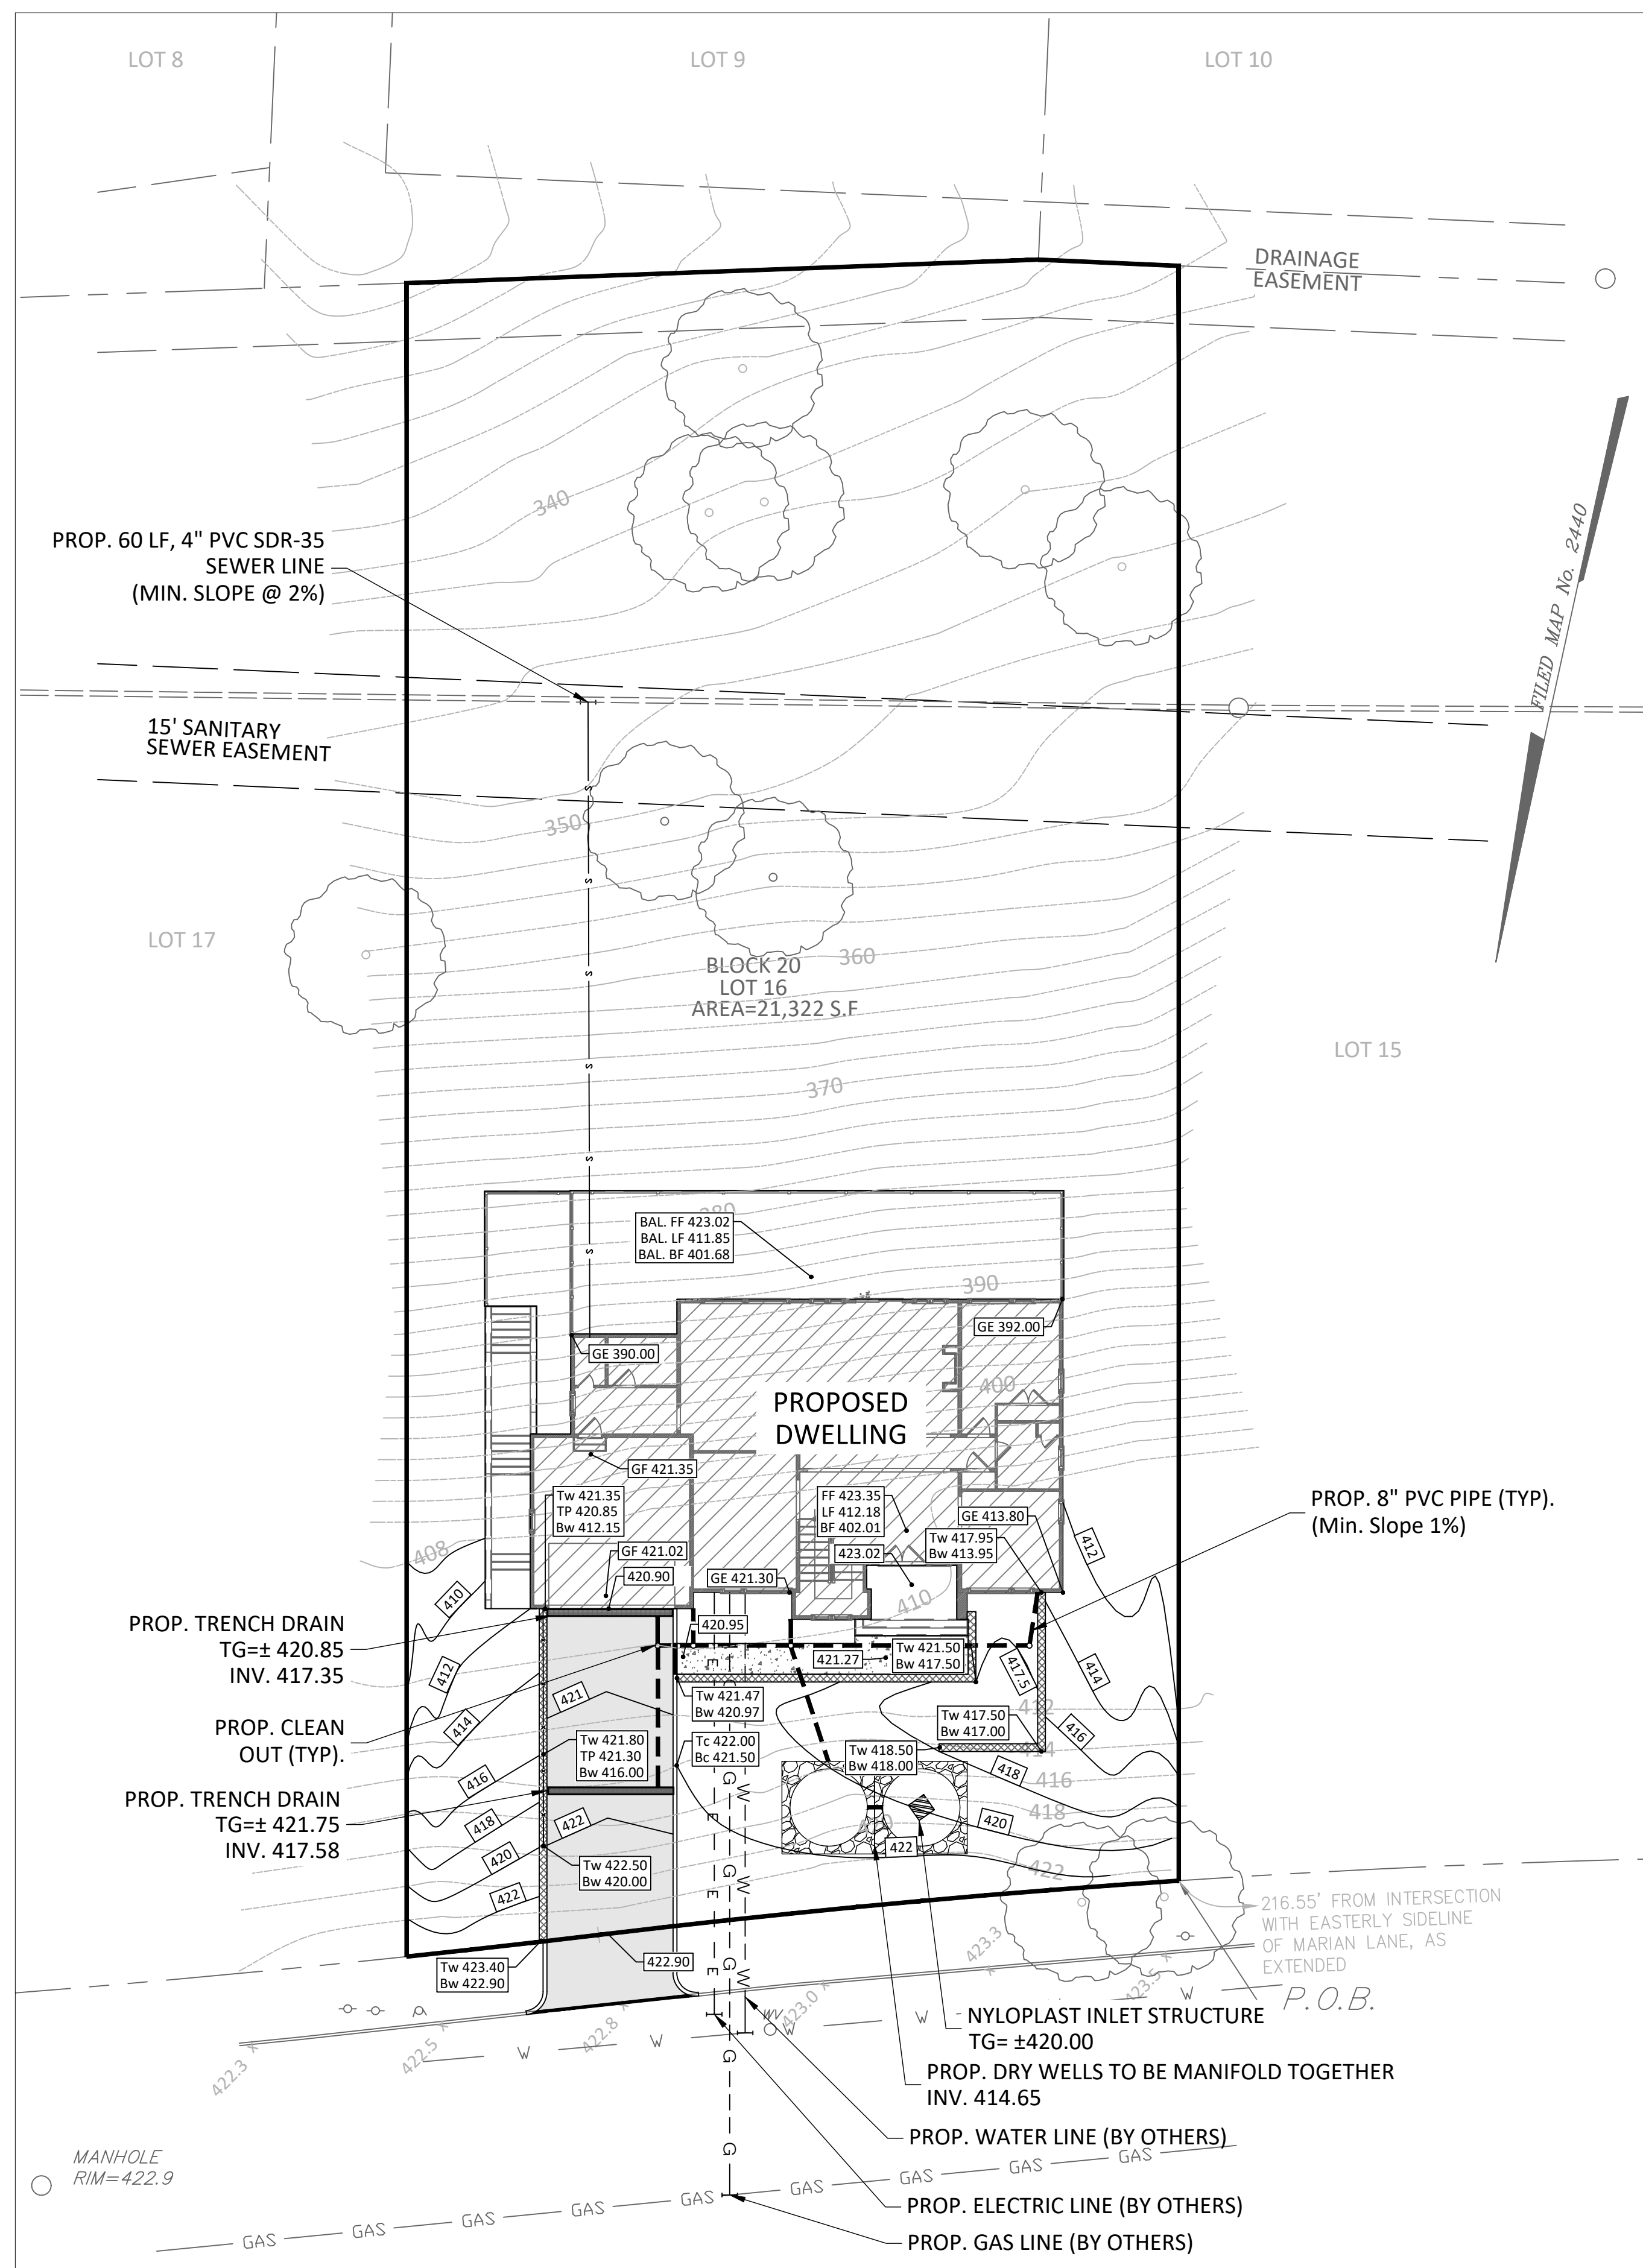 LOT 8
LOT 9
LOT 10
DRAINAGE
EASEMENT
340
PROP. 60 LF, 4" PVC SDR-35
SEWER LINE
(MIN. SLOPE @ 2%)
FILED MAP No. 2440
15' SANITARY
SEWER EASEMENT
S
350
S
LOT 17
360
BLOCK 20
LOT 16
AREA=21,322 S.F
S
LOT 15
S
370
S
380
BAL. FF 423.02
BAL. LF 411.85
BAL. BF 401.68
S
390
GE 392.00
GE 390.00
400
PROPOSED
DWELLING
GF 421.35
Tw 421.35
TP 420.85
Bw 412.15
FF 423.35
LF 412.18
BF 402.01
GE 413.80
PROP. 8" PVC PIPE (TYP).
(Min. Slope 1%)
Tw 417.95
Bw 413.95
412
408
GF 421.02
423.02
420.90
GE 421.30
410
410
PROP. TRENCH DRAIN
TG=± 420.85
INV. 417.35
420.95
421.27
Tw 421.50
Bw 417.50
417.5
414
412
E
G
421
Tw 421.47
Bw 420.97
412
PROP. CLEAN
OUT (TYP).
414
Tw 417.50
Bw 417.00
416
Tw 421.80
TP 421.30
Bw 416.00
Tc 422.00
Bc 421.50
Tw 418.50
Bw 418.00
414
418
416
416
G
W
PROP. TRENCH DRAIN
TG=± 421.75
INV. 417.58
418
422
E
418
420
420
422
420
Tw 422.50
Bw 420.00
G
W
E
422
422
216.55' FROM INTERSECTION
WITH EASTERLY SIDELINE
OF MARIAN LANE, AS
EXTENDED
423.3 x
Tw 423.40
Bw 422.90
422.90
E
G
W
423.5 x
P.O.B.
W
NYLOPLAST INLET STRUCTURE
TG= ±420.00
W
WV
W
423.0 x
422.8 x
422.5 x
422.3 x
W
W
G
PROP. DRY WELLS TO BE MANIFOLD TOGETHER
INV. 414.65
PROP. WATER LINE (BY OTHERS)
G
MANHOLE
RIM=422.9
GAS GAS GAS GAS GAS GAS GAS GAS GAS
PROP. ELECTRIC LINE (BY OTHERS)
PROP. GAS LINE (BY OTHERS)